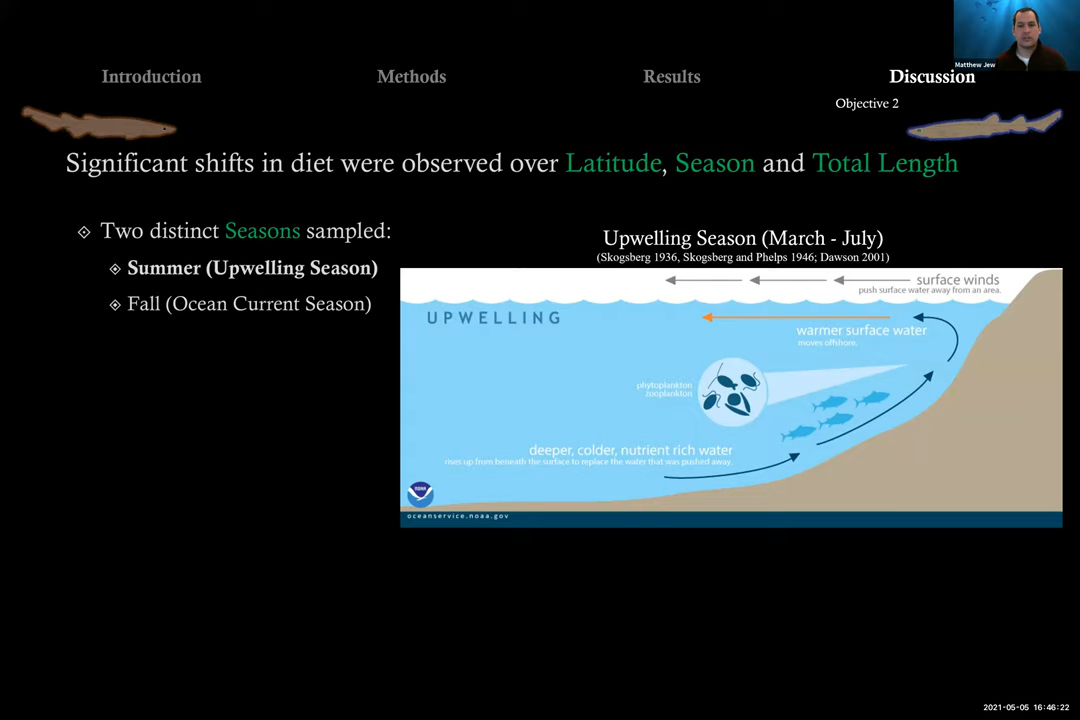 Matthew Jew
Introduction
Methods
Results
Discussion
Objective 2
Significant shifts in diet were observed over Latitude, Season and Total Length
Two distinct Seasons sampled:
Summer (Upwelling Season)
Fall (Ocean Current Season)
Upwelling Season (March - July)
(Skogsberg 1936, Skogsberg and Phelps 1946; Dawson 2001)
surface winds
push surface water away from an area.
UPWELLING
warmer surface water
moves offshore.
phytoplankton
zooplankton
deeper, colder, nutrient rich water
rises up from beneath the surface to replace the water that was pushed away.
NOAA
oceanservice.noaa.gov
2021-05-05 16:46:22